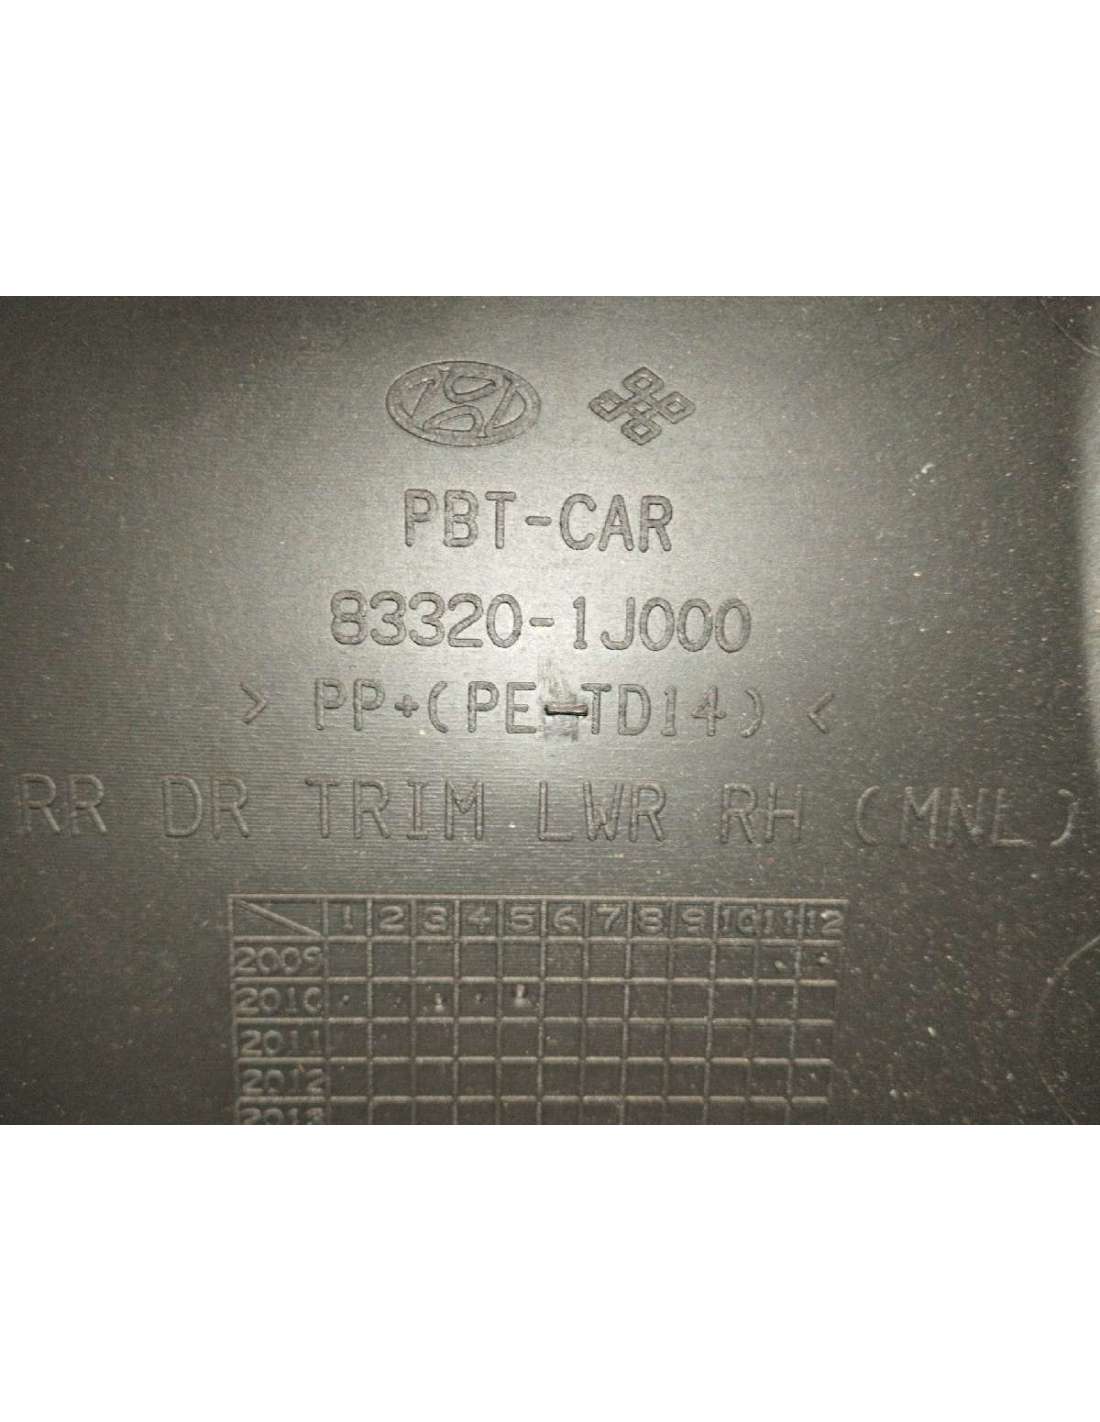 PBT-CAR
83320-1J000
> PP+(PE-TD14) <
RR DR TRIM LWR RH (MNL)
1 2 3 4 5 6 7 8 9 10 11 12
2009
2010
2011
2012
2013